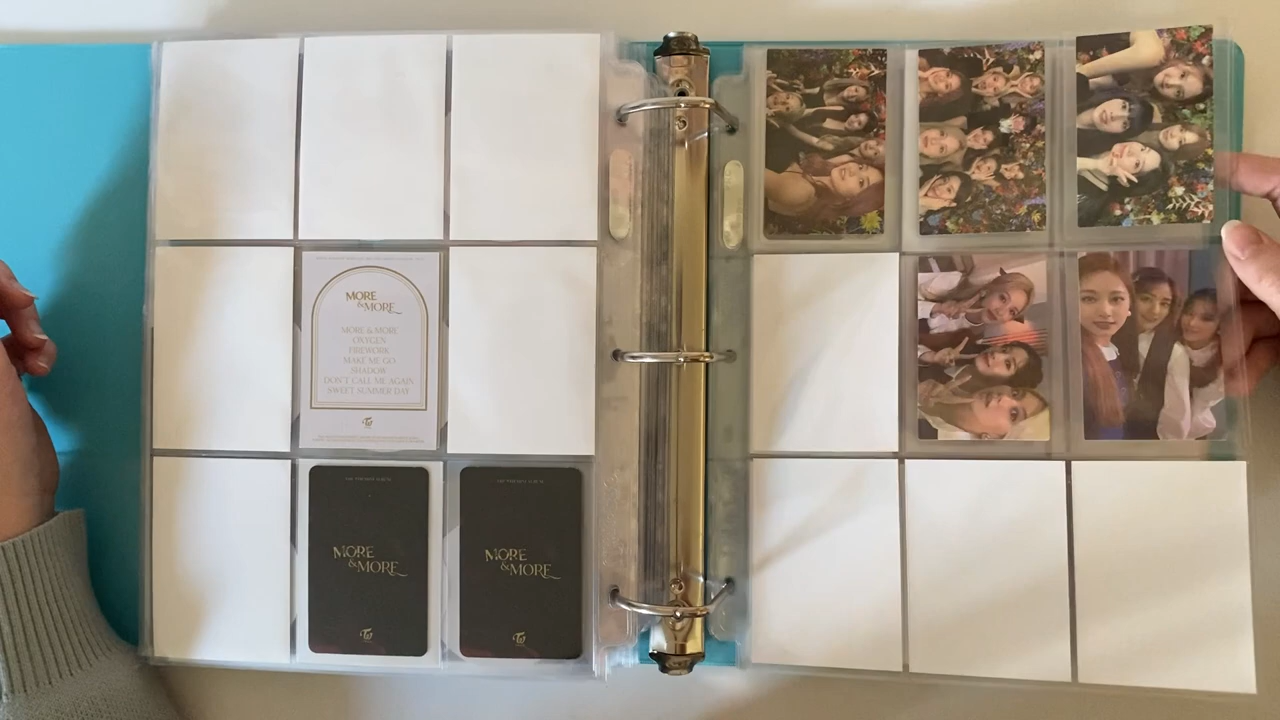 MORE
&MORE
MORE & MORE
OXYGEN
FIREWORK
MAKE ME GO
SHADOW
DON'T CALL ME AGAIN
SWEET SUMMER DAY
MORE
&MORE
MORE
&MORE